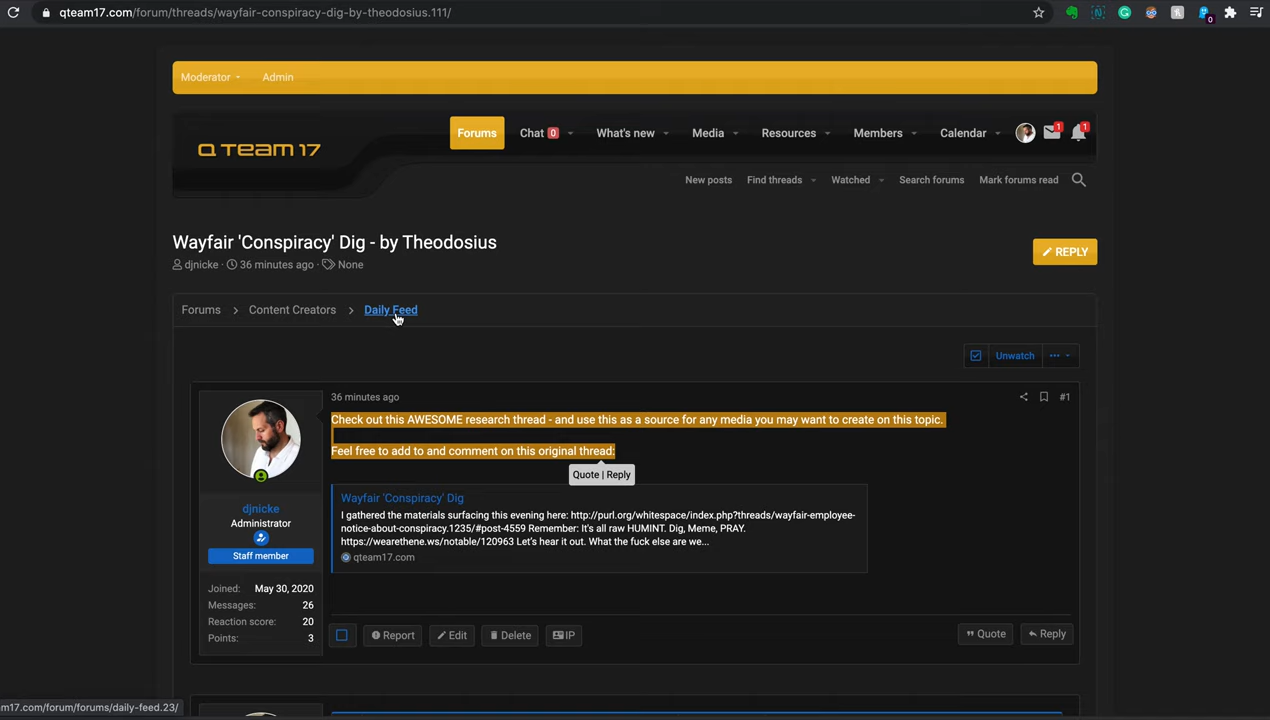 qteam17.com/forum/threads/wayfair-conspiracy-dig-by-theodosius.111/
0
Moderator Admin
Q TEAM 17
Forums Chat 0 What's new Media Resources Members Calendar 1 1
New posts Find threads Watched Search forums Mark forums read
Wayfair 'Conspiracy' Dig - by Theodosius
djnicke · 36 minutes ago · None
REPLY
Forums > Content Creators > Daily Feed
Unwatch ...
36 minutes ago #1
Check out this AWESOME research thread - and use this as a source for any media you may want to create on this topic.
Feel free to add to and comment on this original thread:
Quote | Reply
Wayfair 'Conspiracy' Dig
I gathered the materials surfacing this evening here: http://purl.org/whitespace/index.php?threads/wayfair-employee-
notice-about-conspiracy.1235/#post-4559 Remember: It's all raw HUMINT. Dig, Meme, PRAY.
https://wearethene.ws/notable/120963 Let's hear it out. What the fuck else are we...
qteam17.com
djnicke
Administrator
Staff member
Joined: May 30, 2020
Messages: 26
Reaction score: 20
Points: 3
Report Edit Delete IP Quote Reply
am17.com/forum/forums/daily-feed.23/